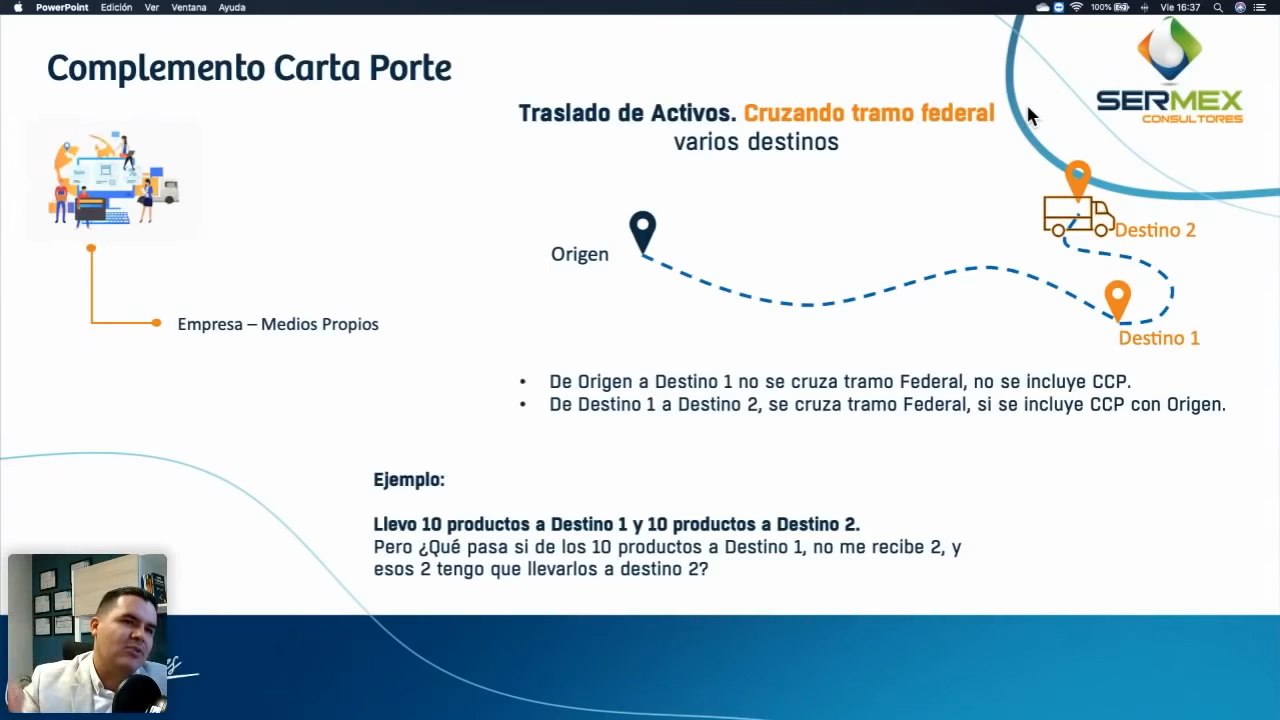 PowerPoint Edición Ver Ventana Ayuda 100% Vie 16:37
Complemento Carta Porte
SERMEX
CONSULTORES
Traslado de Activos. Cruzando tramo federal
varios destinos
Origen
Destino 2
Destino 1
Empresa – Medios Propios
• De Origen a Destino 1 no se cruza tramo Federal, no se incluye CCP.
• De Destino 1 a Destino 2, se cruza tramo Federal, si se incluye CCP con Origen.
Ejemplo:
Llevo 10 productos a Destino 1 y 10 productos a Destino 2.
Pero ¿Qué pasa si de los 10 productos a Destino 1, no me recibe 2, y
esos 2 tengo que llevarlos a destino 2?